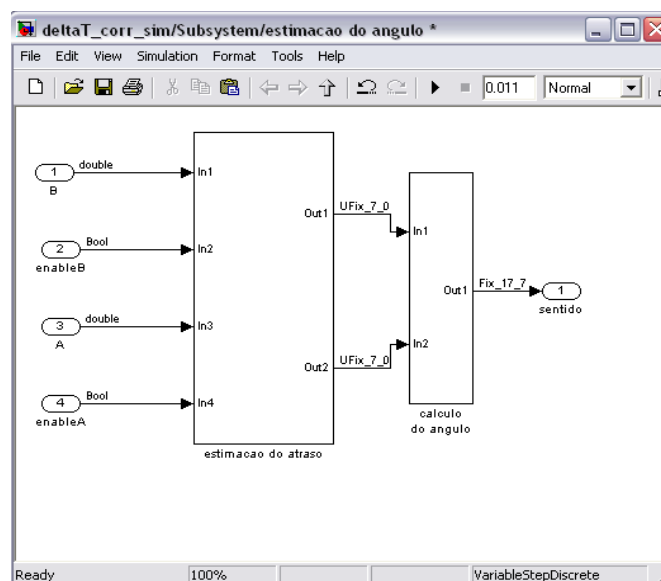 deltaT_corr_sim/Subsystem/estimacao do angulo *
File Edit View Simulation Format Tools Help
0.011 Normal
1 double In1
B
2 Bool In2
enableB
3 double In3
A
4 Bool In4
enableA
Out1 UFix_7_0 In1
Out2 UFix_7_0 In2
estimacao do atraso
Out1 Fix_17_7 1
sentido
calculo
do angulo
Ready 100% VariableStepDiscrete